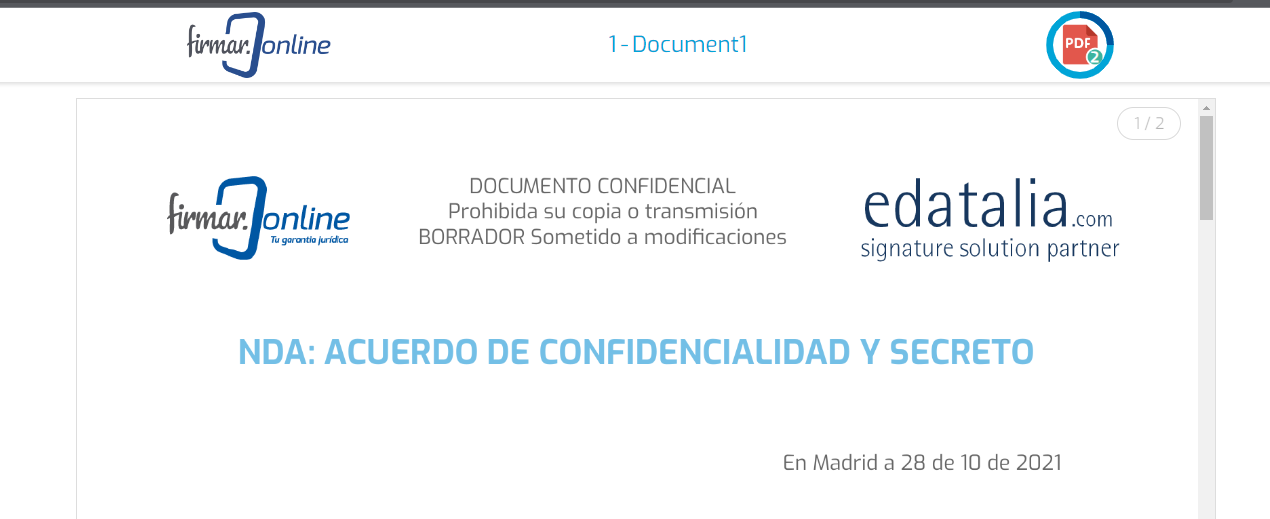 firmar.online
1 - Document1
PDF
2
1 / 2
firmar.online
Tu garantía jurídica
DOCUMENTO CONFIDENCIAL
Prohibida su copia o transmisión
BORRADOR Sometido a modificaciones
edatalia.com
signature solution partner
NDA: ACUERDO DE CONFIDENCIALIDAD Y SECRETO
En Madrid a 28 de 10 de 2021